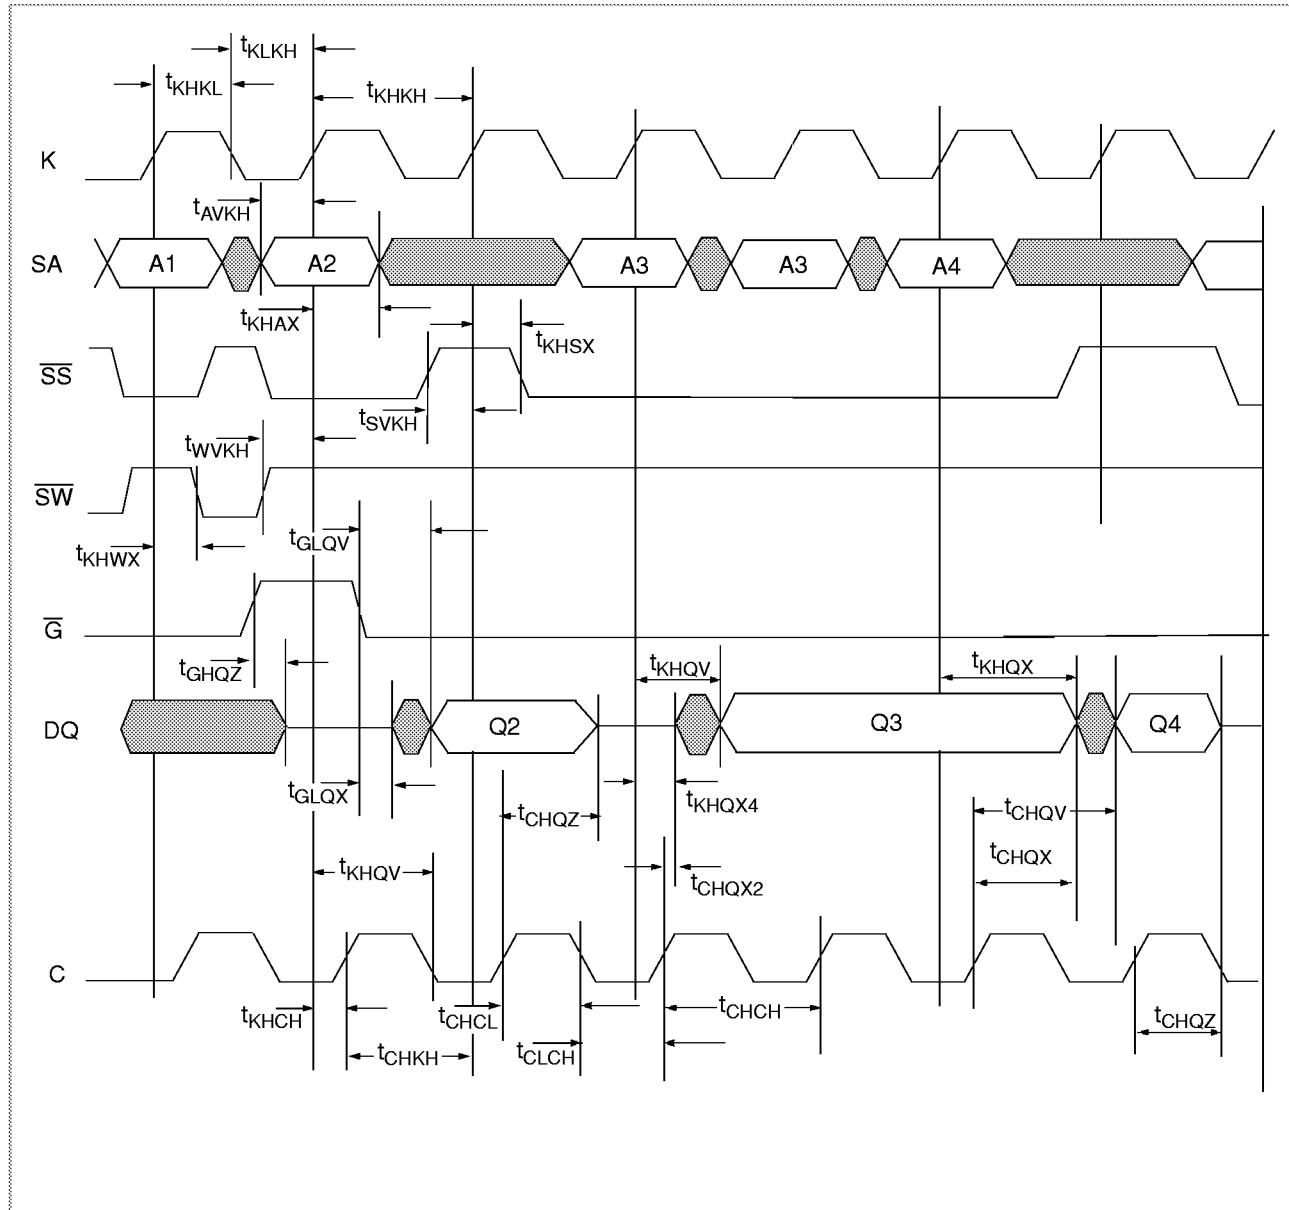 tKLKH
tKHKL
tKHKH
K
tAVKH
SA A1 A2 A3 A3 A4
tKHAX
tKHSX
SS
tSVKH
tWVKH
SW
tGLQV
tKHWX
G
tGHQZ
tKHQV
tKHQX
DQ Q2 Q3 Q4
tGLQX
tKHQX4
tCHQZ
tCHQV
tCHQX
tKHQV
tCHQX2
C
tKHCH
tCHCL
tCHCH
tCHQZ
tCHKH
tCLCH